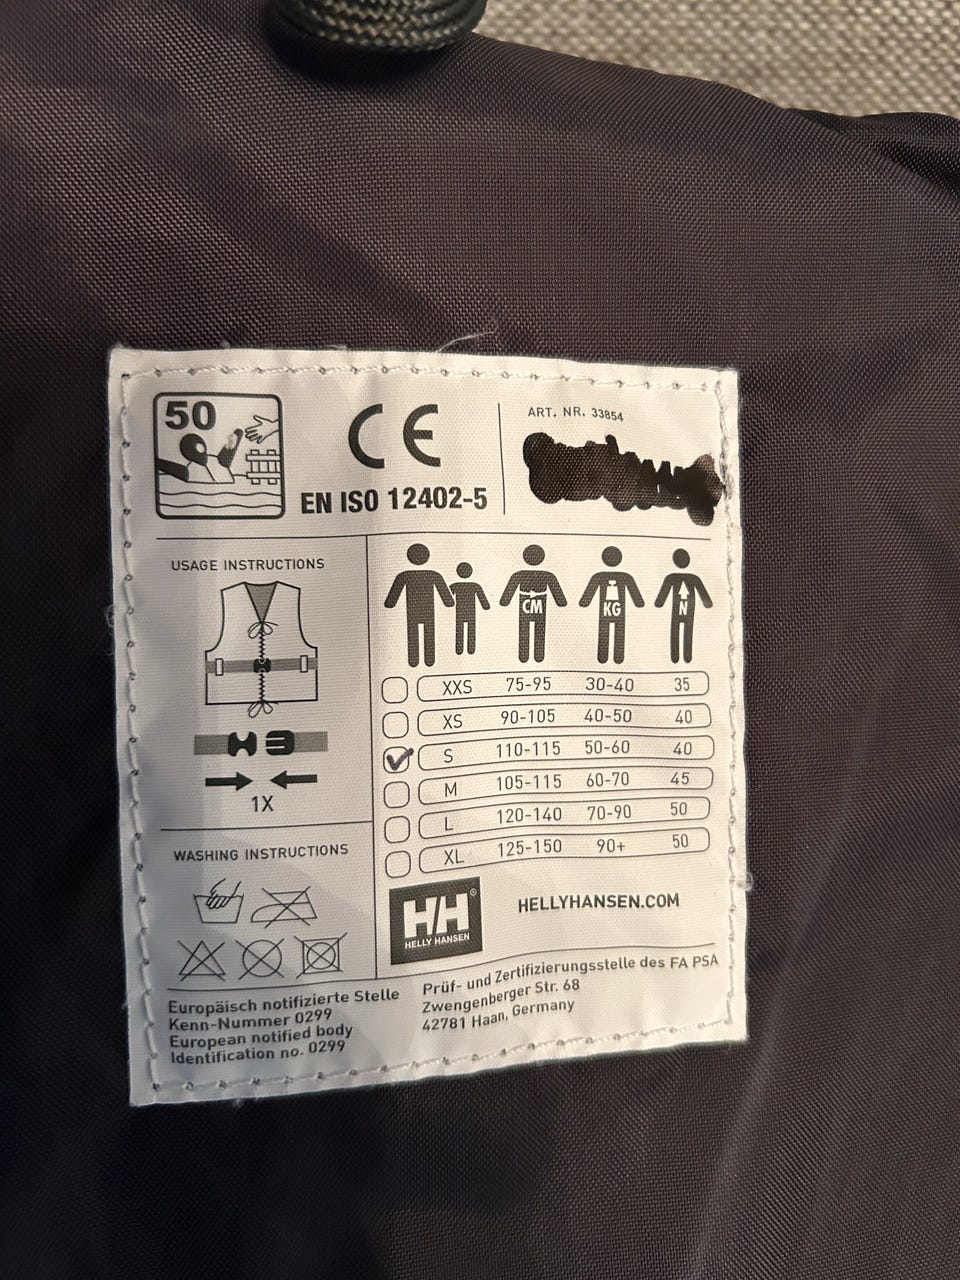 50
CE
EN ISO 12402-5
ART. NR. 33854
USAGE INSTRUCTIONS
1X
WASHING INSTRUCTIONS
CM KG N
XXS 75-95 30-40 35
XS 90-105 40-50 40
S 110-115 50-60 40
M 105-115 60-70 45
L 120-140 70-90 50
XL 125-150 90+ 50
H/H®
HELLY HANSEN
HELLYHANSEN.COM
Europäisch notifizierte Stelle
Kenn-Nummer 0299
European notified body
Identification no. 0299
Prüf- und Zertifizierungsstelle des FA PSA
Zwengenberger Str. 68
42781 Haan, Germany